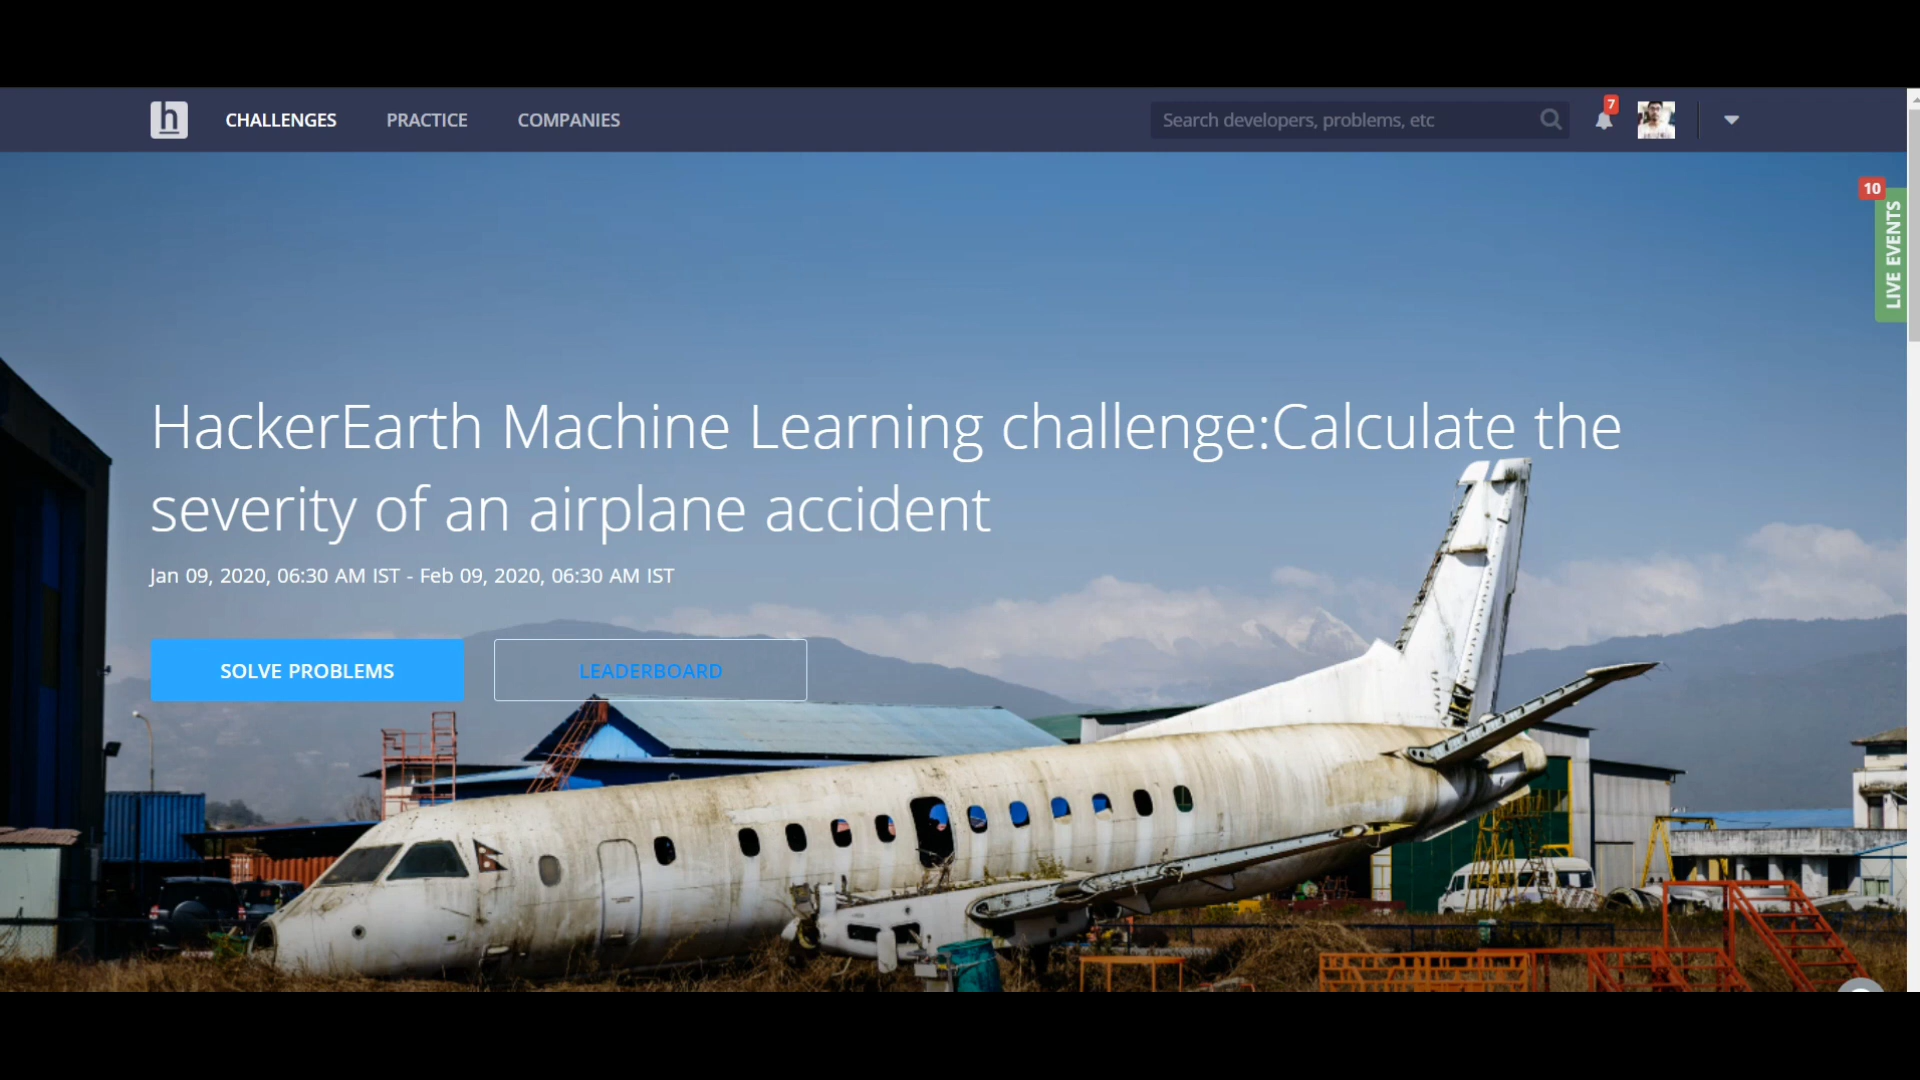 h
CHALLENGES
PRACTICE
COMPANIES
Search developers, problems, etc
7
10
LIVE EVENTS
HackerEarth Machine Learning challenge:Calculate the
severity of an airplane accident
Jan 09, 2020, 06:30 AM IST - Feb 09, 2020, 06:30 AM IST
SOLVE PROBLEMS
LEADERBOARD